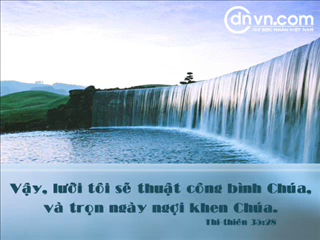 dnvn.com
Vậy, lưỡi tôi sẽ thuật công bình Chúa,
và trọn ngày ngợi khen Chúa.
Thi-thiên 35:28